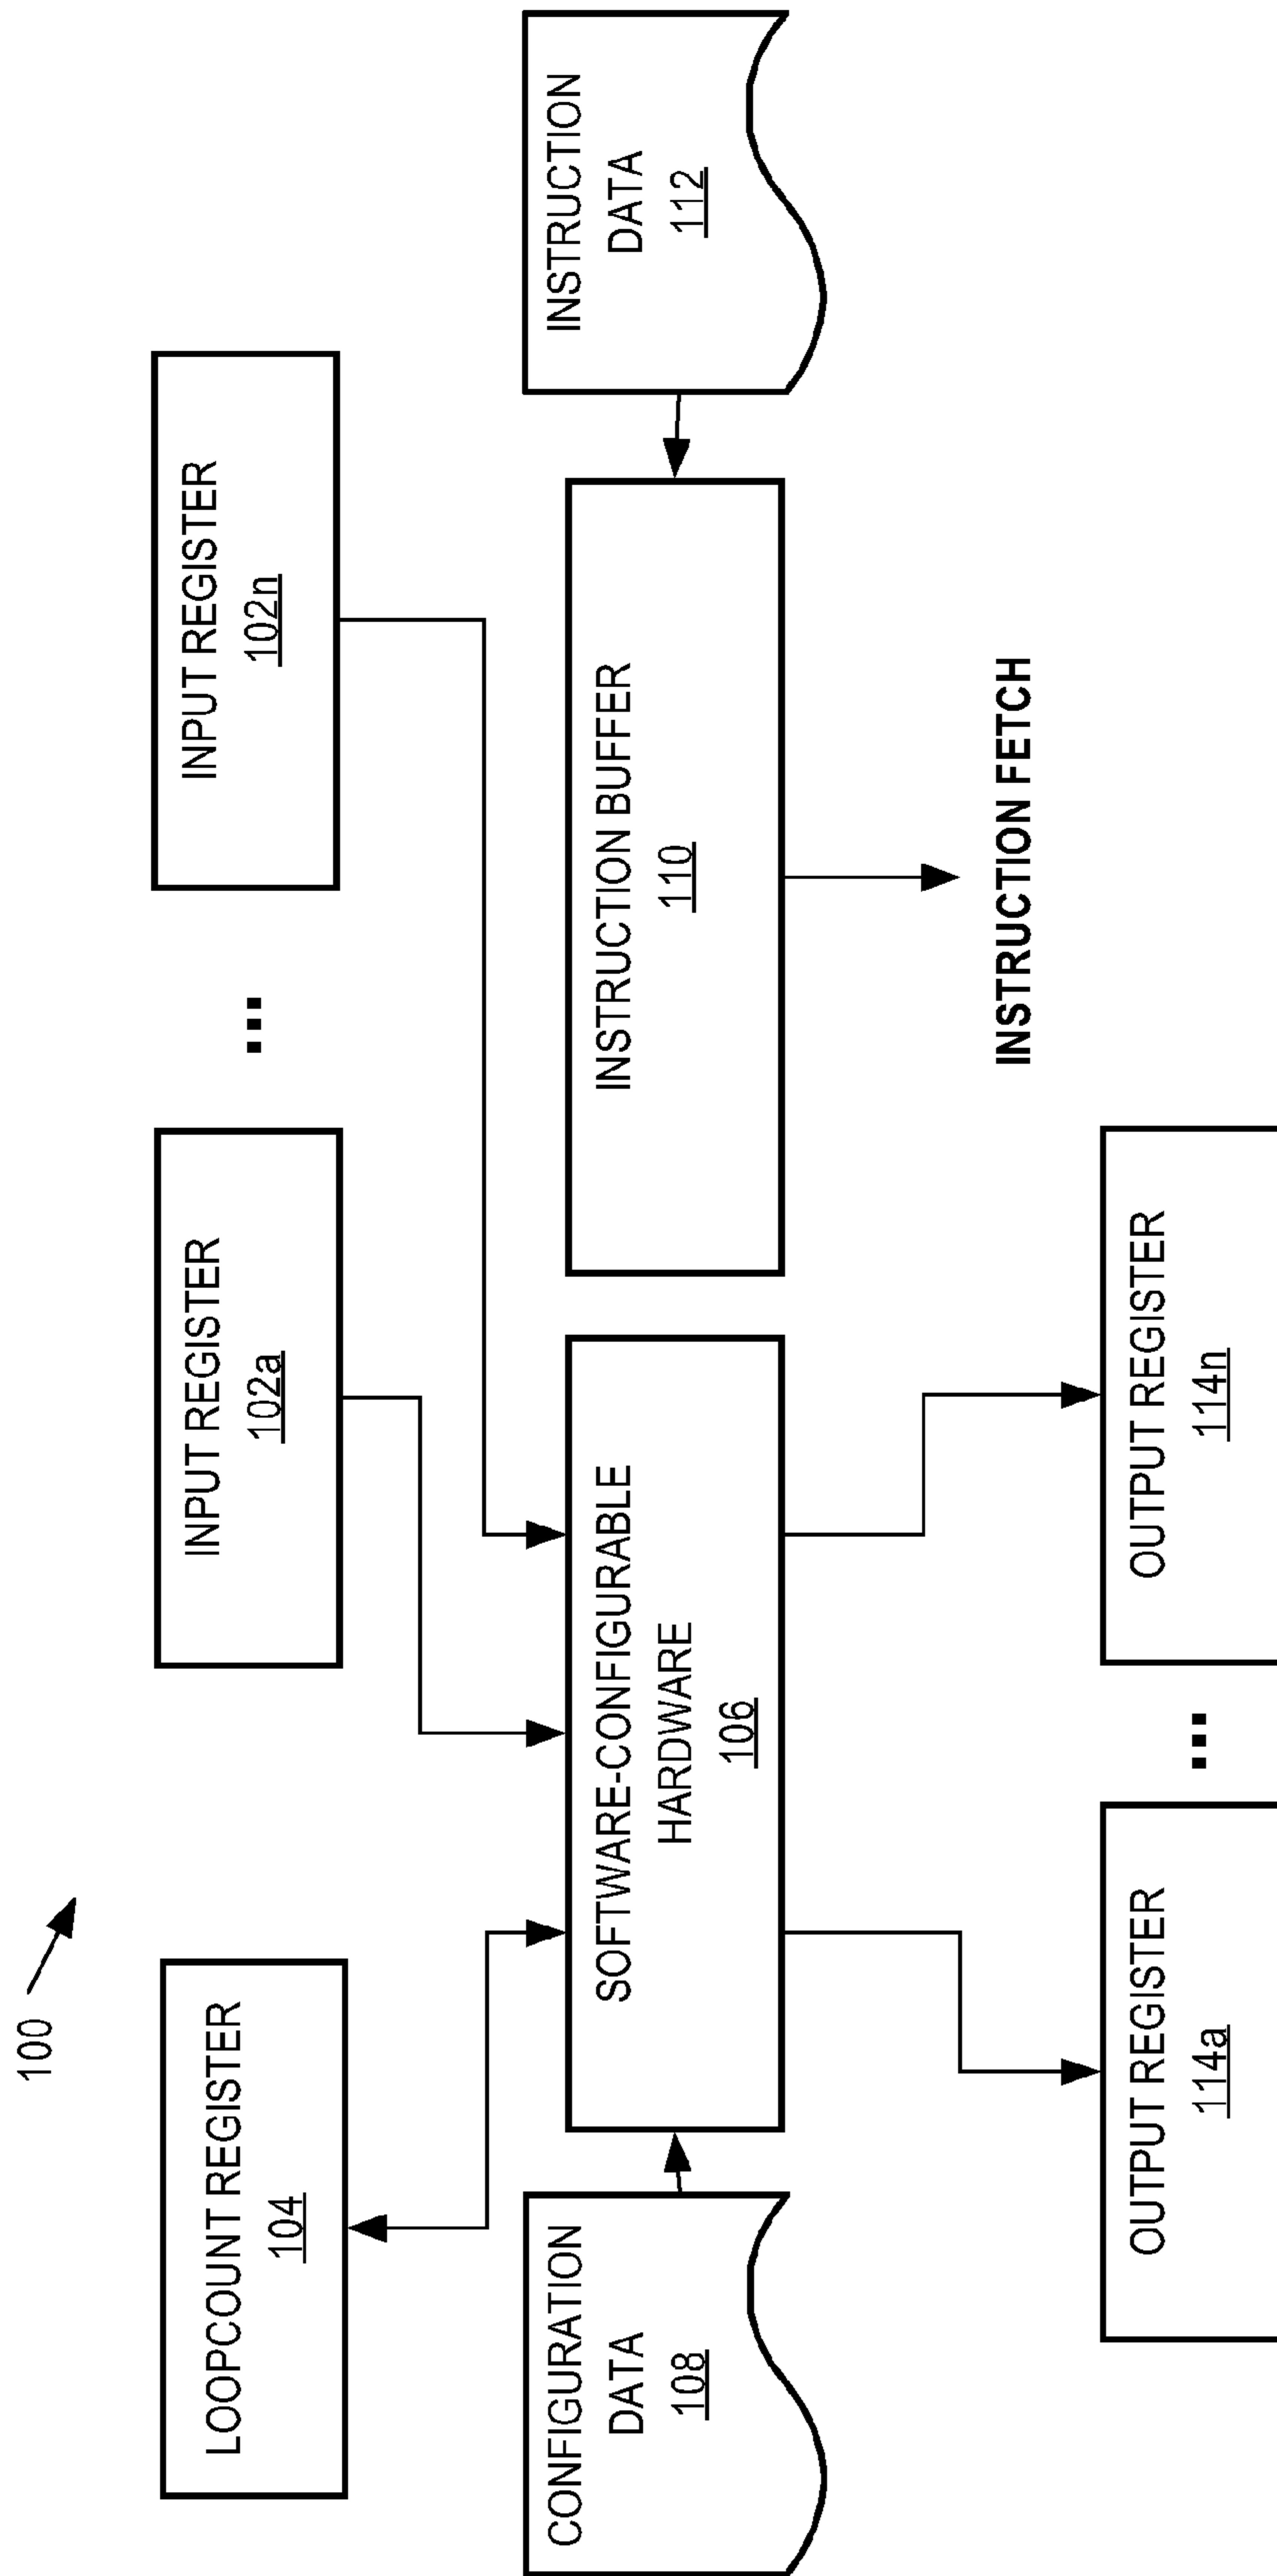 100
LOOPCOUNT REGISTER
104
INPUT REGISTER
102a
...
INPUT REGISTER
102n
CONFIGURATION
DATA
108
SOFTWARE-CONFIGURABLE
HARDWARE
106
INSTRUCTION BUFFER
110
INSTRUCTION
DATA
112
INSTRUCTION FETCH
OUTPUT REGISTER
114a
...
OUTPUT REGISTER
114n